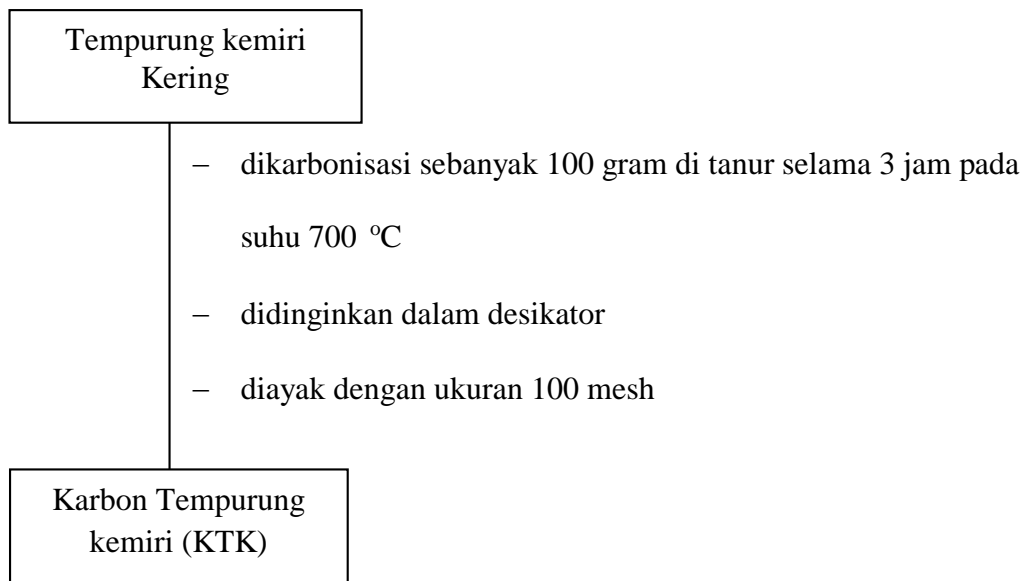 Tempurung kemiri
Kering
– dikarbonisasi sebanyak 100 gram di tanur selama 3 jam pada
suhu 700 ᵒC
– didinginkan dalam desikator
– diayak dengan ukuran 100 mesh
Karbon Tempurung
kemiri (KTK)